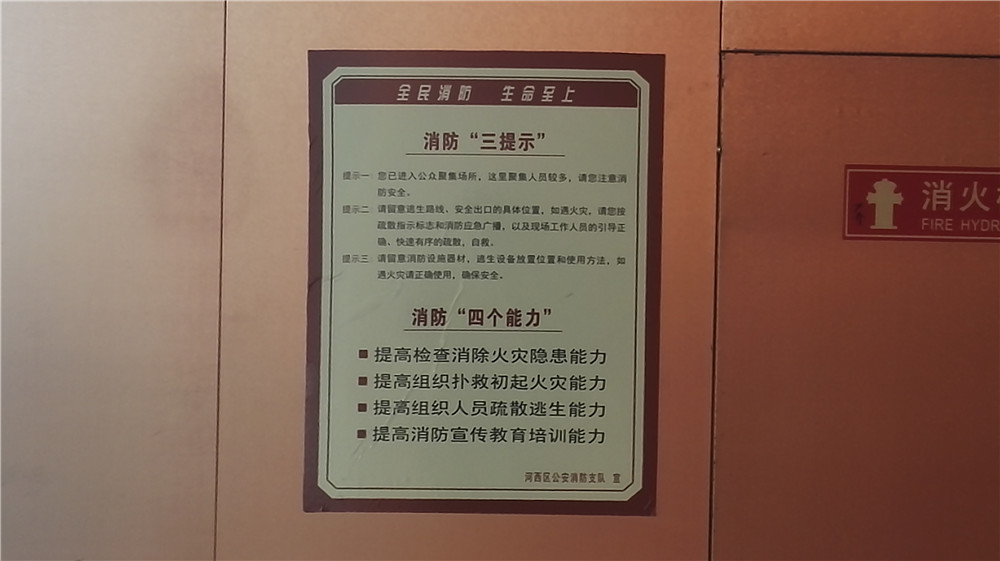 全民消防 生命至上
消防“三提示”
提示一：您已进入公众聚集场所，这里聚集人员较多，请您注意消
防安全。
提示二：请留意逃生路线、安全出口的具体位置，如遇火灾，请您按
疏散指示标志和消防应急广播，以及现场工作人员的引导正
确、快速有序的疏散，自救。
提示三：请留意消防设施器材，逃生设备放置位置和使用方法，如
遇火灾请正确使用，确保安全。
消防“四个能力”
■提高检查消除火灾隐患能力
■提高组织扑救初起火灾能力
■提高组织人员疏散逃生能力
■提高消防宣传教育培训能力
河西区公安消防支队 宣
消火
FIRE HYDR